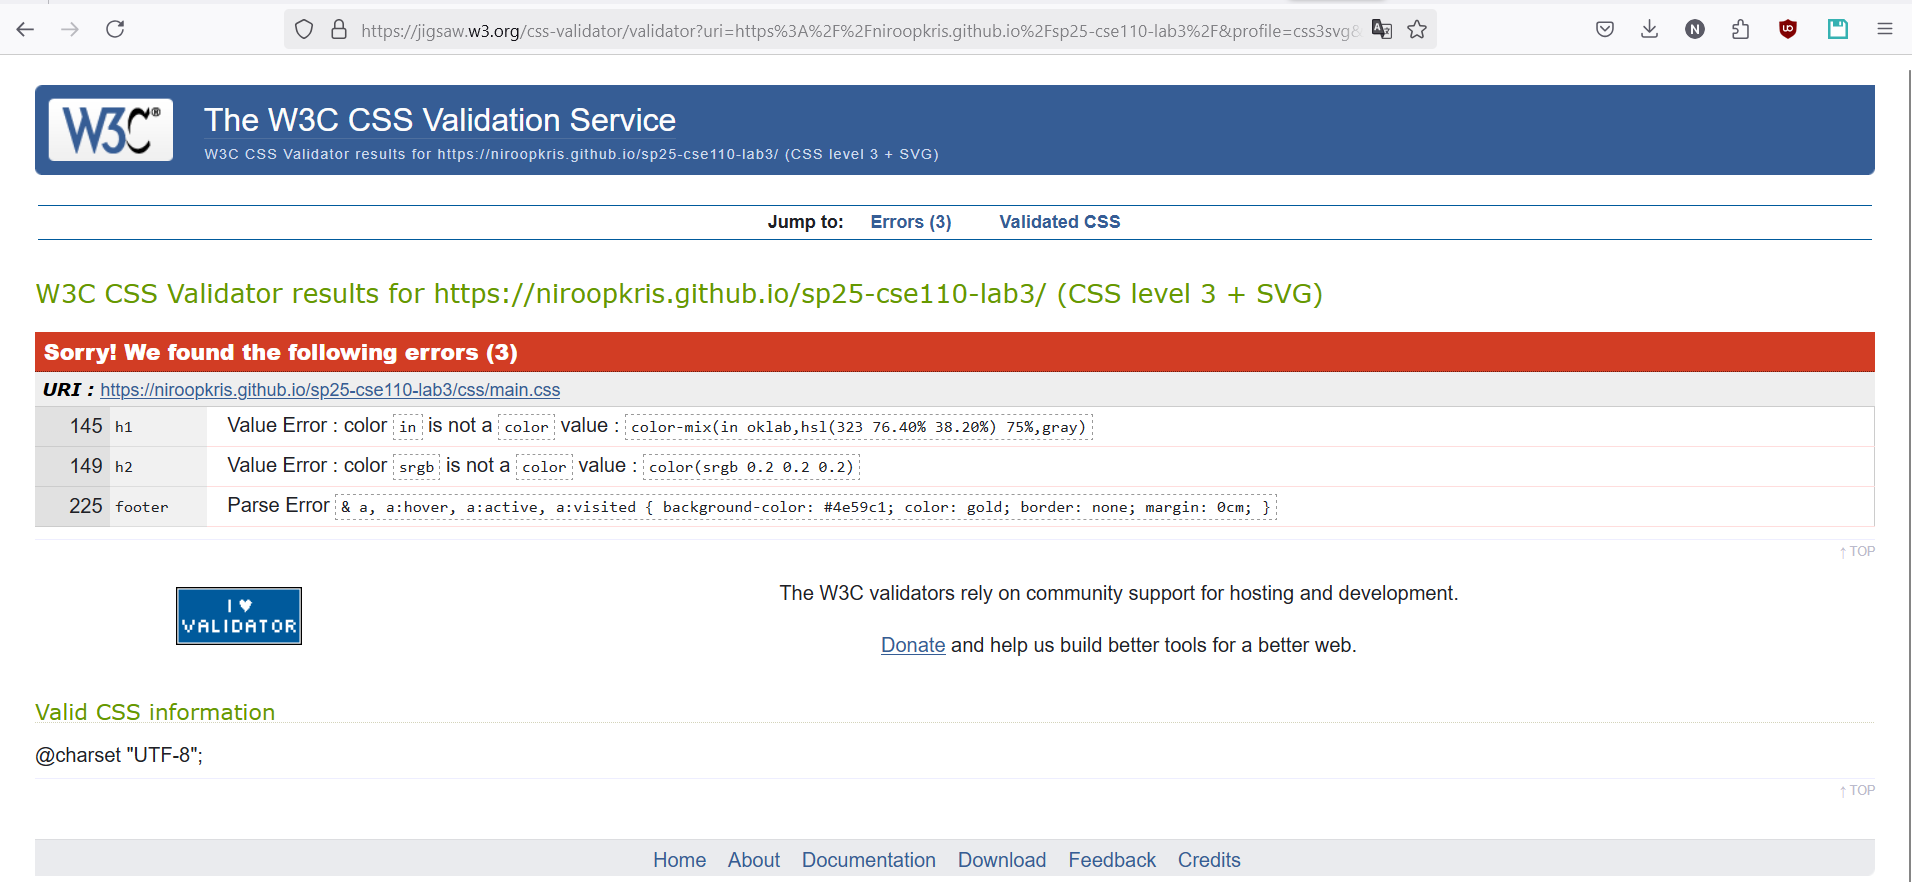 https://jigsaw.w3.org/css-validator/validator?uri=https%3A%2F%2Fniroopkris.github.io%2Fsp25-cse110-lab3%2F&profile=css3svg&
N
W3C®
The W3C CSS Validation Service
W3C CSS Validator results for https://niroopkris.github.io/sp25-cse110-lab3/ (CSS level 3 + SVG)
Jump to: Errors (3) Validated CSS
W3C CSS Validator results for https://niroopkris.github.io/sp25-cse110-lab3/ (CSS level 3 + SVG)
Sorry! We found the following errors (3)
URI : https://niroopkris.github.io/sp25-cse110-lab3/css/main.css
145 h1 Value Error : color in is not a color value : color-mix(in oklab,hsl(323 76.40% 38.20%) 75%,gray)
149 h2 Value Error : color srgb is not a color value : color(srgb 0.2 0.2 0.2)
225 footer Parse Error & a, a:hover, a:active, a:visited { background-color: #4e59c1; color: gold; border: none; margin: 0cm; }
↑ TOP
I ♥
VALIDATOR
The W3C validators rely on community support for hosting and development.
Donate and help us build better tools for a better web.
Valid CSS information
@charset "UTF-8";
↑ TOP
Home About Documentation Download Feedback Credits